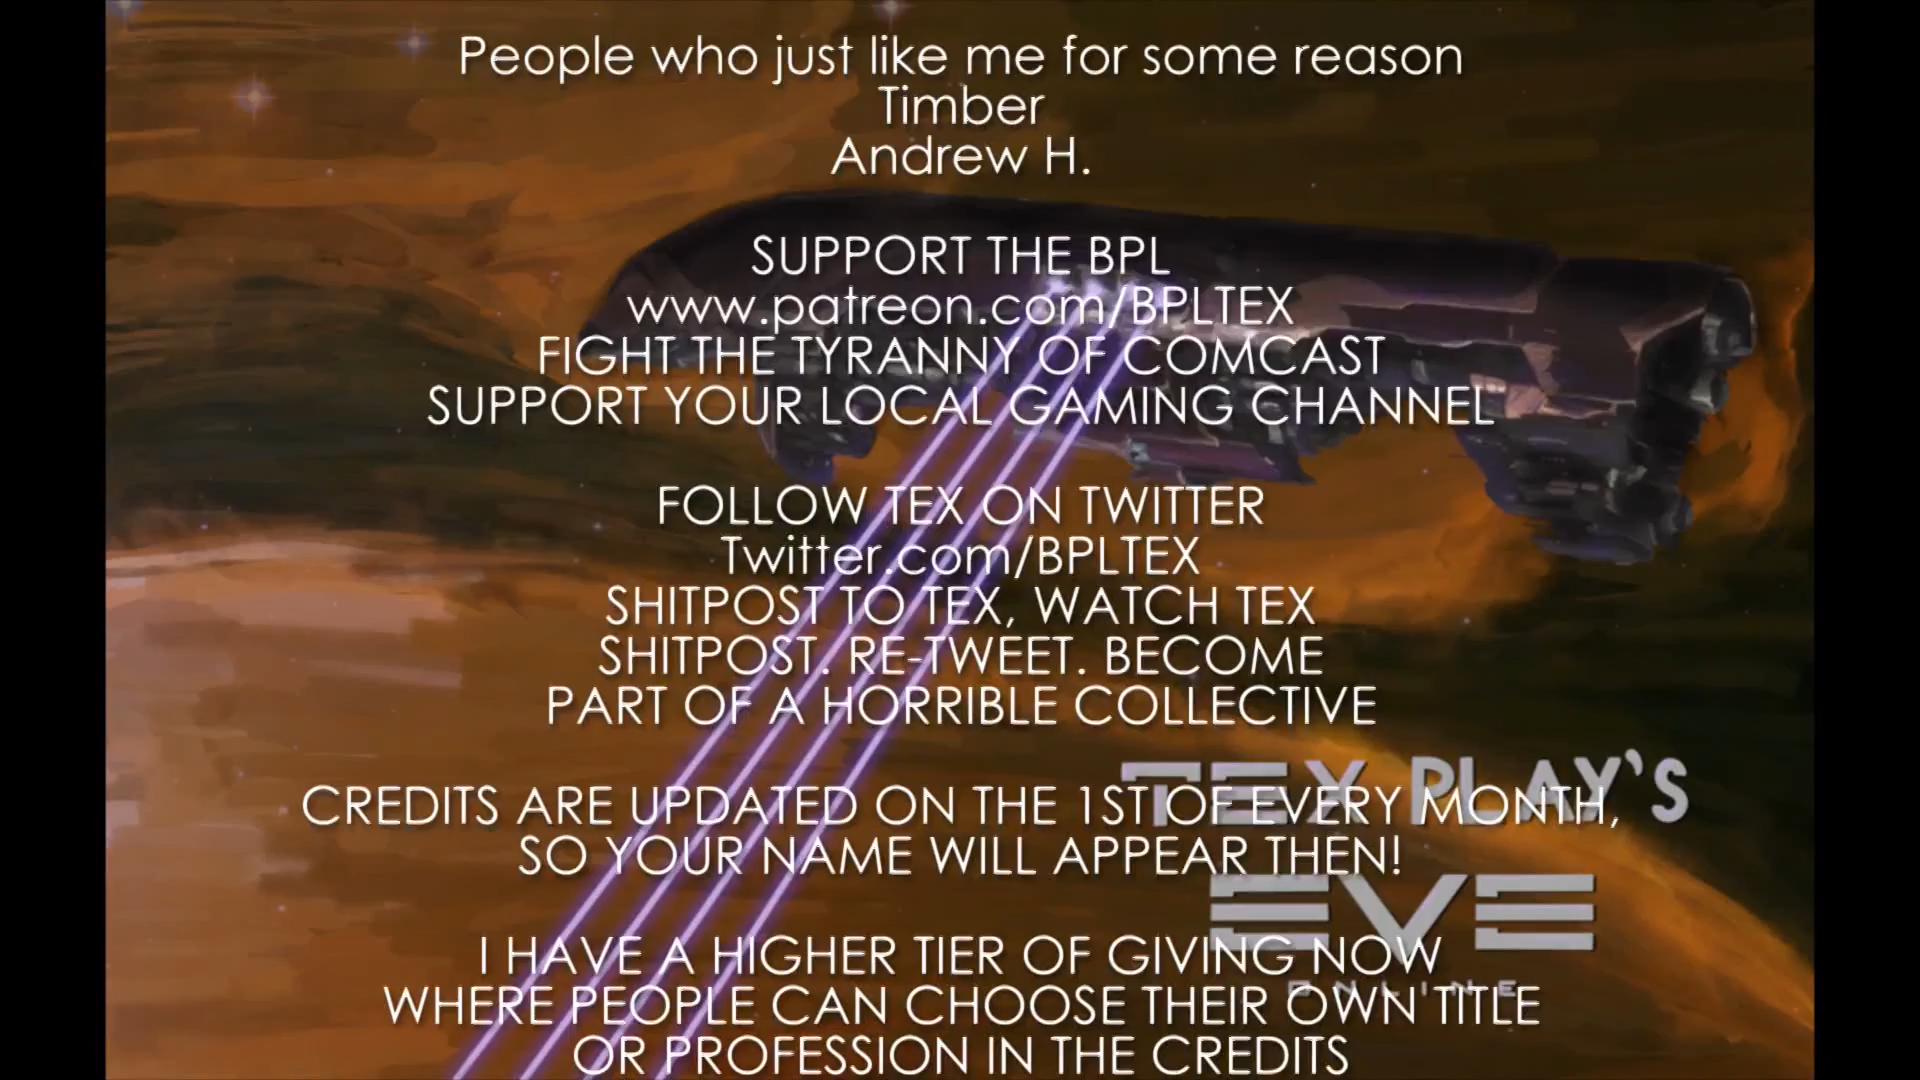 People who just like me for some reason
Timber
Andrew H.
SUPPORT THE BPL
www.patreon.com/BPLTEX
FIGHT THE TYRANNY OF COMCAST
SUPPORT YOUR LOCAL GAMING CHANNEL
FOLLOW TEX ON TWITTER
Twitter.com/BPLTEX
SHITPOST TO TEX, WATCH TEX
SHITPOST. RE-TWEET. BECOME
PART OF A HORRIBLE COLLECTIVE
TEX PLAY'S
CREDITS ARE UPDATED ON THE 1ST OF EVERY MONTH,
SO YOUR NAME WILL APPEAR THEN!
EVE
I HAVE A HIGHER TIER OF GIVING NOW
ONLINE
WHERE PEOPLE CAN CHOOSE THEIR OWN TITLE
OR PROFESSION IN THE CREDITS